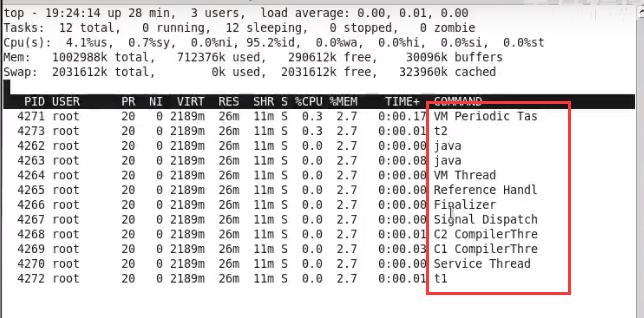 top - 19:24:14 up 28 min,  3 users,  load average: 0.00, 0.01, 0.00
Tasks:  12 total,   0 running,  12 sleeping,   0 stopped,   0 zombie
Cpu(s):  4.1%us,  0.7%sy,  0.0%ni, 95.2%id,  0.0%wa,  0.0%hi,  0.0%si,  0.0%st
Mem:   1002988k total,   712376k used,   290612k free,    30096k buffers
Swap:  2031612k total,        0k used,  2031612k free,   323960k cached
PID USER      PR  NI  VIRT  RES  SHR S %CPU %MEM    TIME+  COMMAND
4271 root      20   0 2189m  26m  11m S  0.3  2.7   0:00.17 VM Periodic Tas
4273 root      20   0 2189m  26m  11m S  0.3  2.7   0:00.01 t2
4262 root      20   0 2189m  26m  11m S  0.0  2.7   0:00.00 java
4263 root      20   0 2189m  26m  11m S  0.0  2.7   0:00.08 java
4264 root      20   0 2189m  26m  11m S  0.0  2.7   0:00.00 VM Thread
4265 root      20   0 2189m  26m  11m S  0.0  2.7   0:00.00 Reference Handl
4266 root      20   0 2189m  26m  11m S  0.0  2.7   0:00.00 Finalizer
4267 root      20   0 2189m  26m  11m S  0.0  2.7   0:00.00 Signal Dispatch
4268 root      20   0 2189m  26m  11m S  0.0  2.7   0:00.01 C2 CompilerThre
4269 root      20   0 2189m  26m  11m S  0.0  2.7   0:00.03 C1 CompilerThre
4270 root      20   0 2189m  26m  11m S  0.0  2.7   0:00.00 Service Thread
4272 root      20   0 2189m  26m  11m S  0.0  2.7   0:00.01 t1